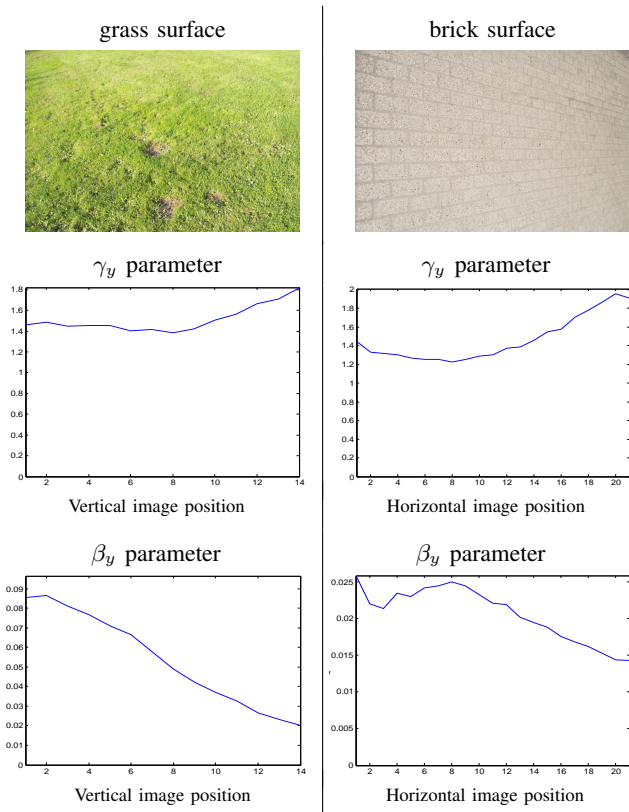 grass surface
brick surface
γ_y parameter
1.8
1.6
1.4
1.2
1
0.8
0.6
0.4
0.2
0
2 4 6 8 10 12 14
Vertical image position
γ_y parameter
2
1.8
1.6
1.4
1.2
1
0.8
0.6
0.4
0.2
0
2 4 6 8 10 12 14 16 18 20
Horizontal image position
β_y parameter
0.09
0.08
0.07
0.06
0.05
0.04
0.03
0.02
0.01
0
2 4 6 8 10 12 14
Vertical image position
β_y parameter
0.025
0.02
0.015
0.01
0.005
0
2 4 6 8 10 12 14 16 18 20
Horizontal image position